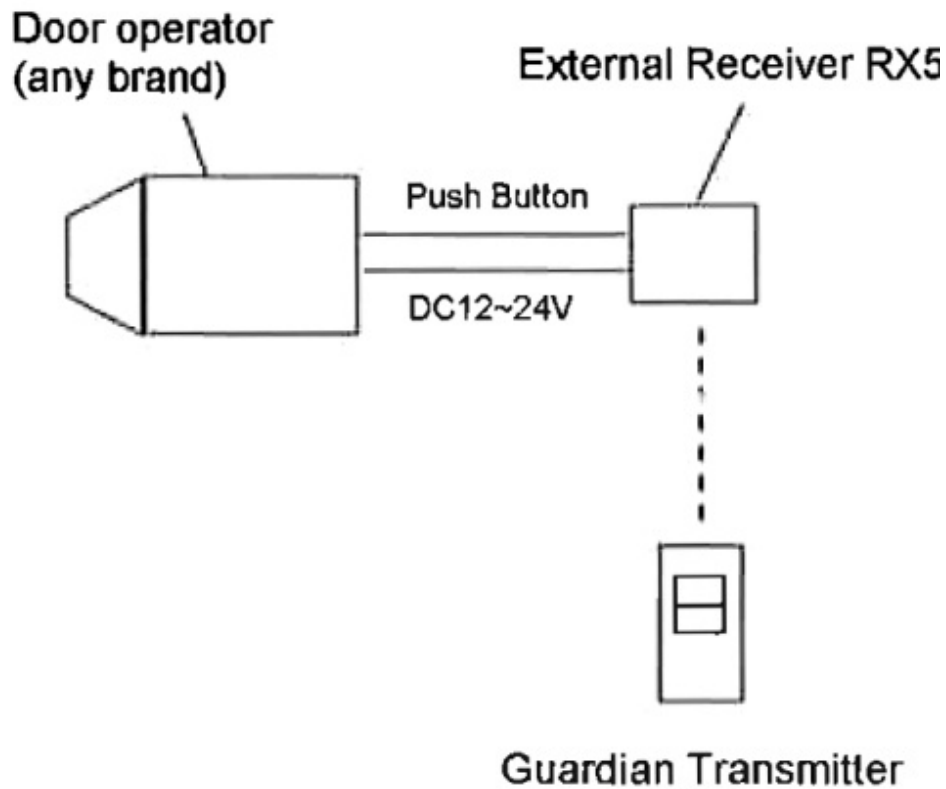 Door operator
(any brand)
External Receiver RX5
Push Button
DC12~24V
Guardian Transmitter